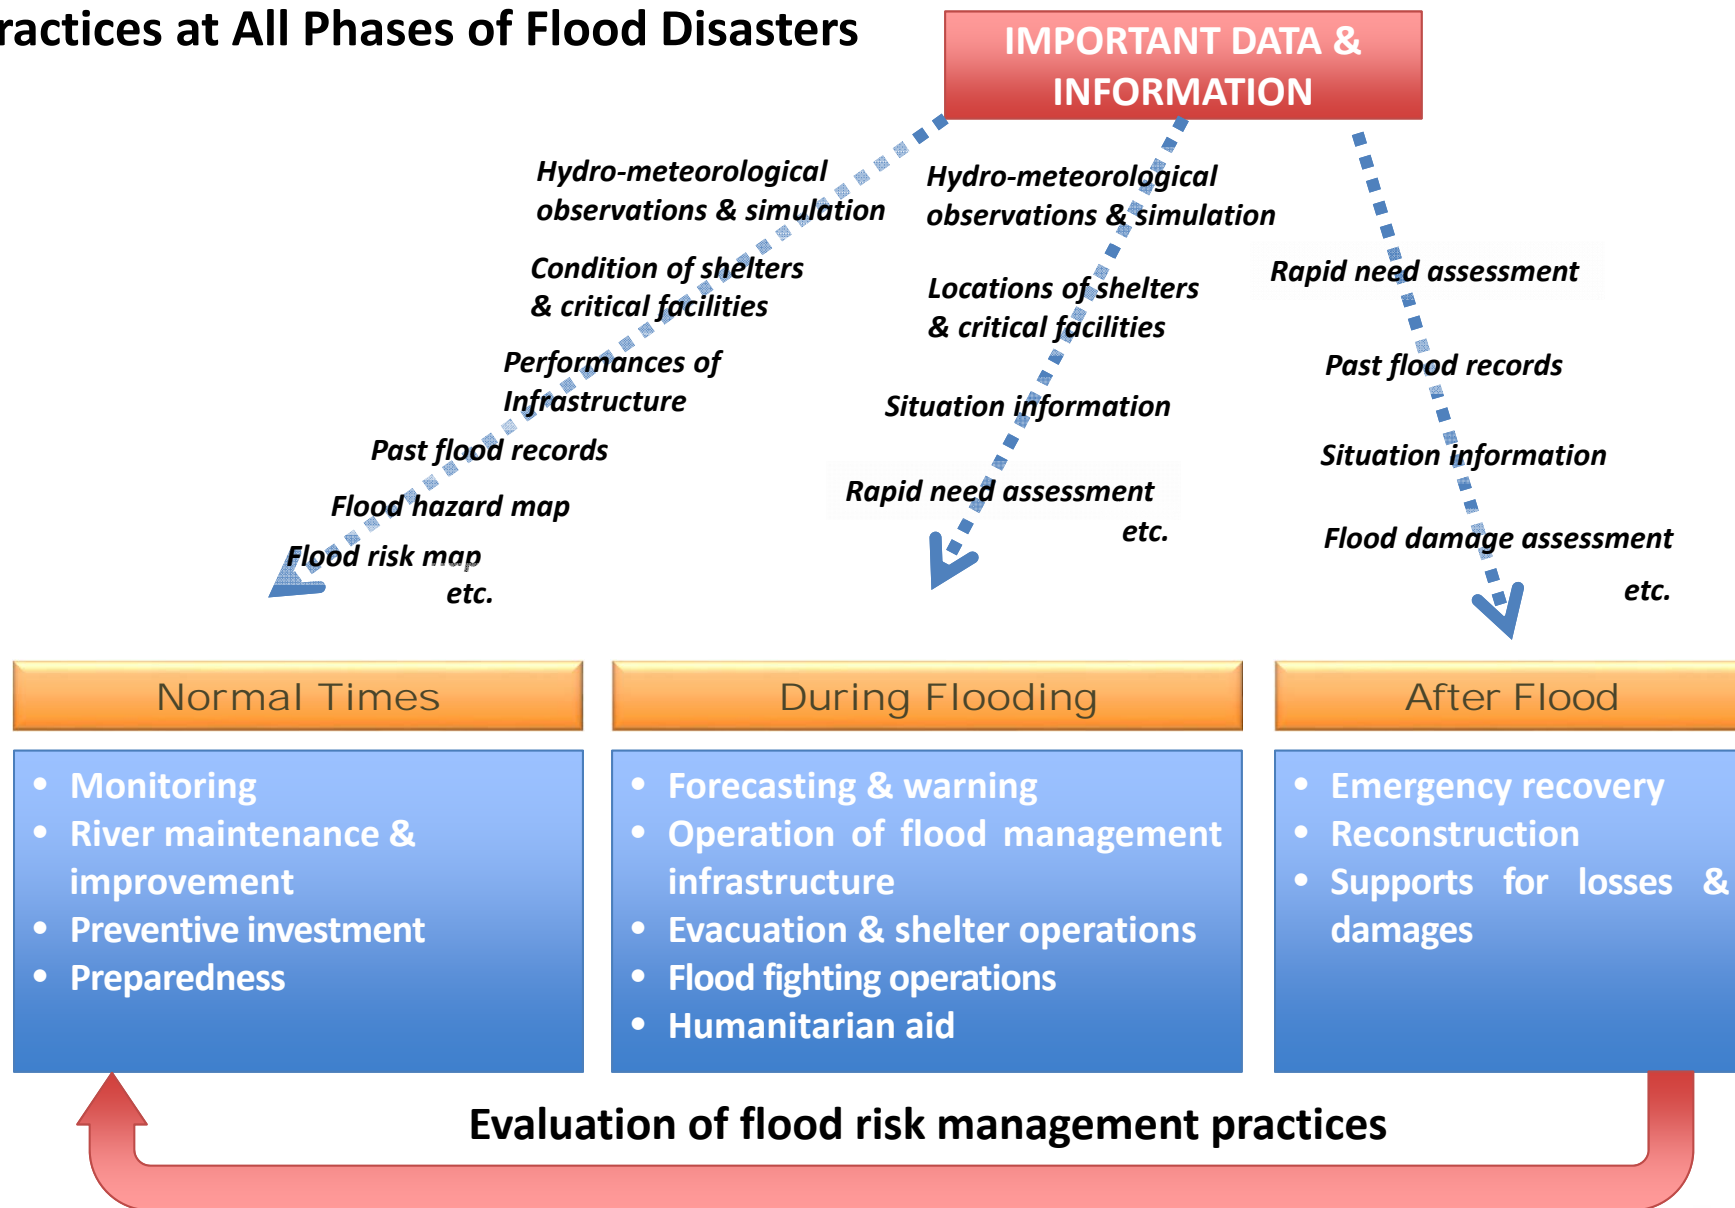 ractices at All Phases of Flood Disasters
IMPORTANT DATA &
INFORMATION
Hydro-meteorological
observations & simulation
Condition of shelters
& critical facilities
Performances of
Infrastructure
Past flood records
Flood hazard map
Flood risk map
etc.
Hydro-meteorological
observations & simulation
Locations of shelters
& critical facilities
Situation information
Rapid need assessment
etc.
Rapid need assessment
Past flood records
Situation information
Flood damage assessment
etc.
Normal Times
• Monitoring
• River maintenance &
improvement
• Preventive investment
• Preparedness
During Flooding
• Forecasting & warning
• Operation of flood management
infrastructure
• Evacuation & shelter operations
• Flood fighting operations
• Humanitarian aid
After Flood
• Emergency recovery
• Reconstruction
• Supports for losses &
damages
Evaluation of flood risk management practices